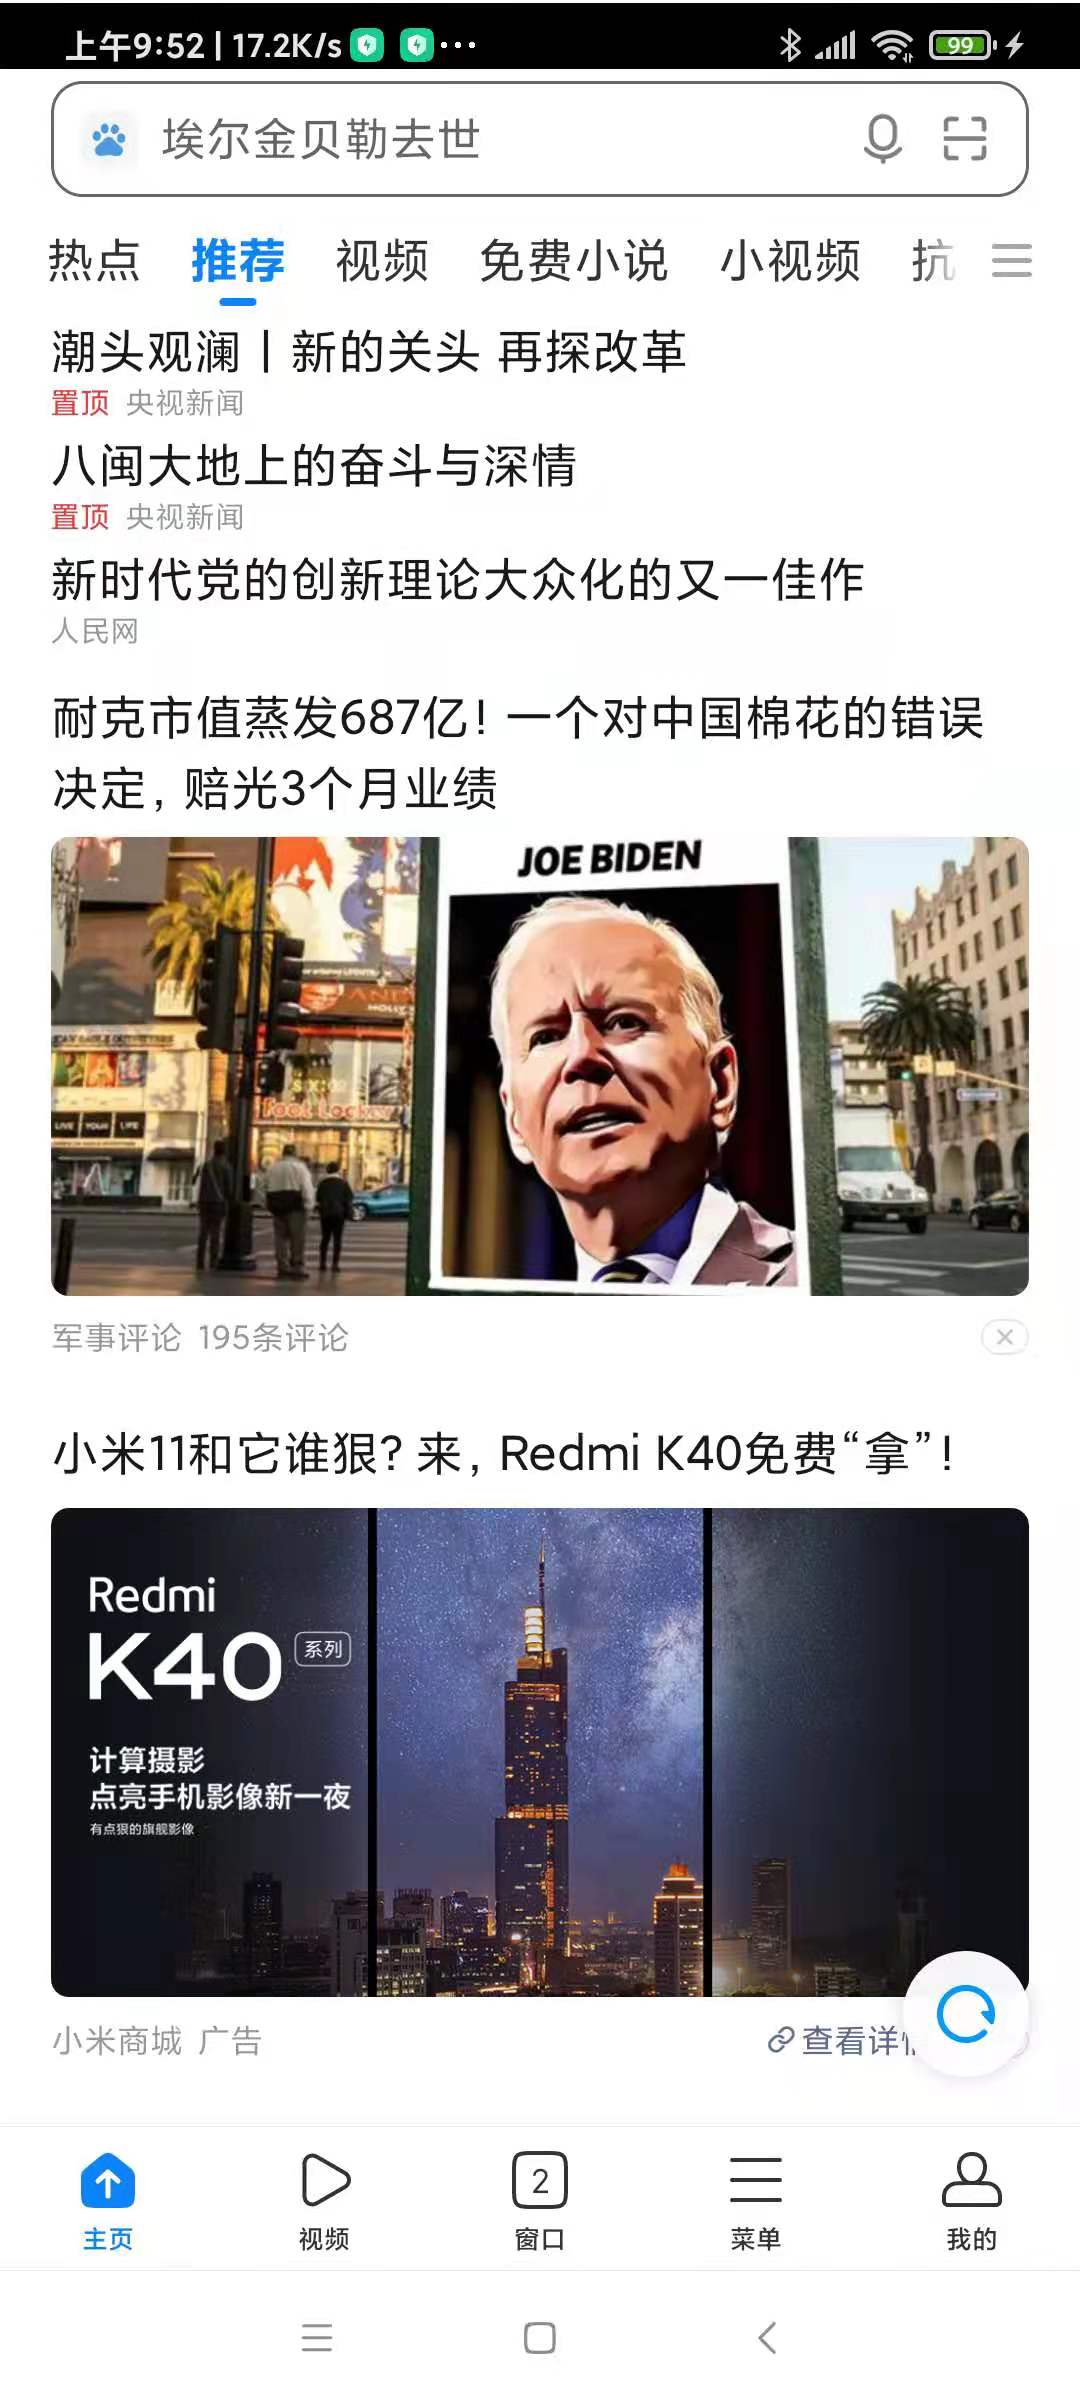 上午9:52 | 17.2K/s ...
99
埃尔金贝勒去世
热点 推荐 视频 免费小说 小视频 抗
潮头观澜丨新的关头 再探改革
置顶 央视新闻
八闽大地上的奋斗与深情
置顶 央视新闻
新时代党的创新理论大众化的又一佳作
人民网
耐克市值蒸发687亿！一个对中国棉花的错误
决定，赔光3个月业绩
JOE BIDEN
Foot Locker
LIVE YOUR LIFE
军事评论 195条评论
小米11和它谁狠？来，Redmi K40免费“拿”！
Redmi
K40 系列
计算摄影
点亮手机影像新一夜
有点狠的旗舰影像
小米商城 广告
查看详
主页 视频 2 窗口 菜单 我的